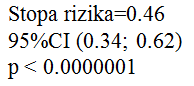 Stopa rizika=0.46
95%CI (0.34; 0.62)
p < 0.0000001